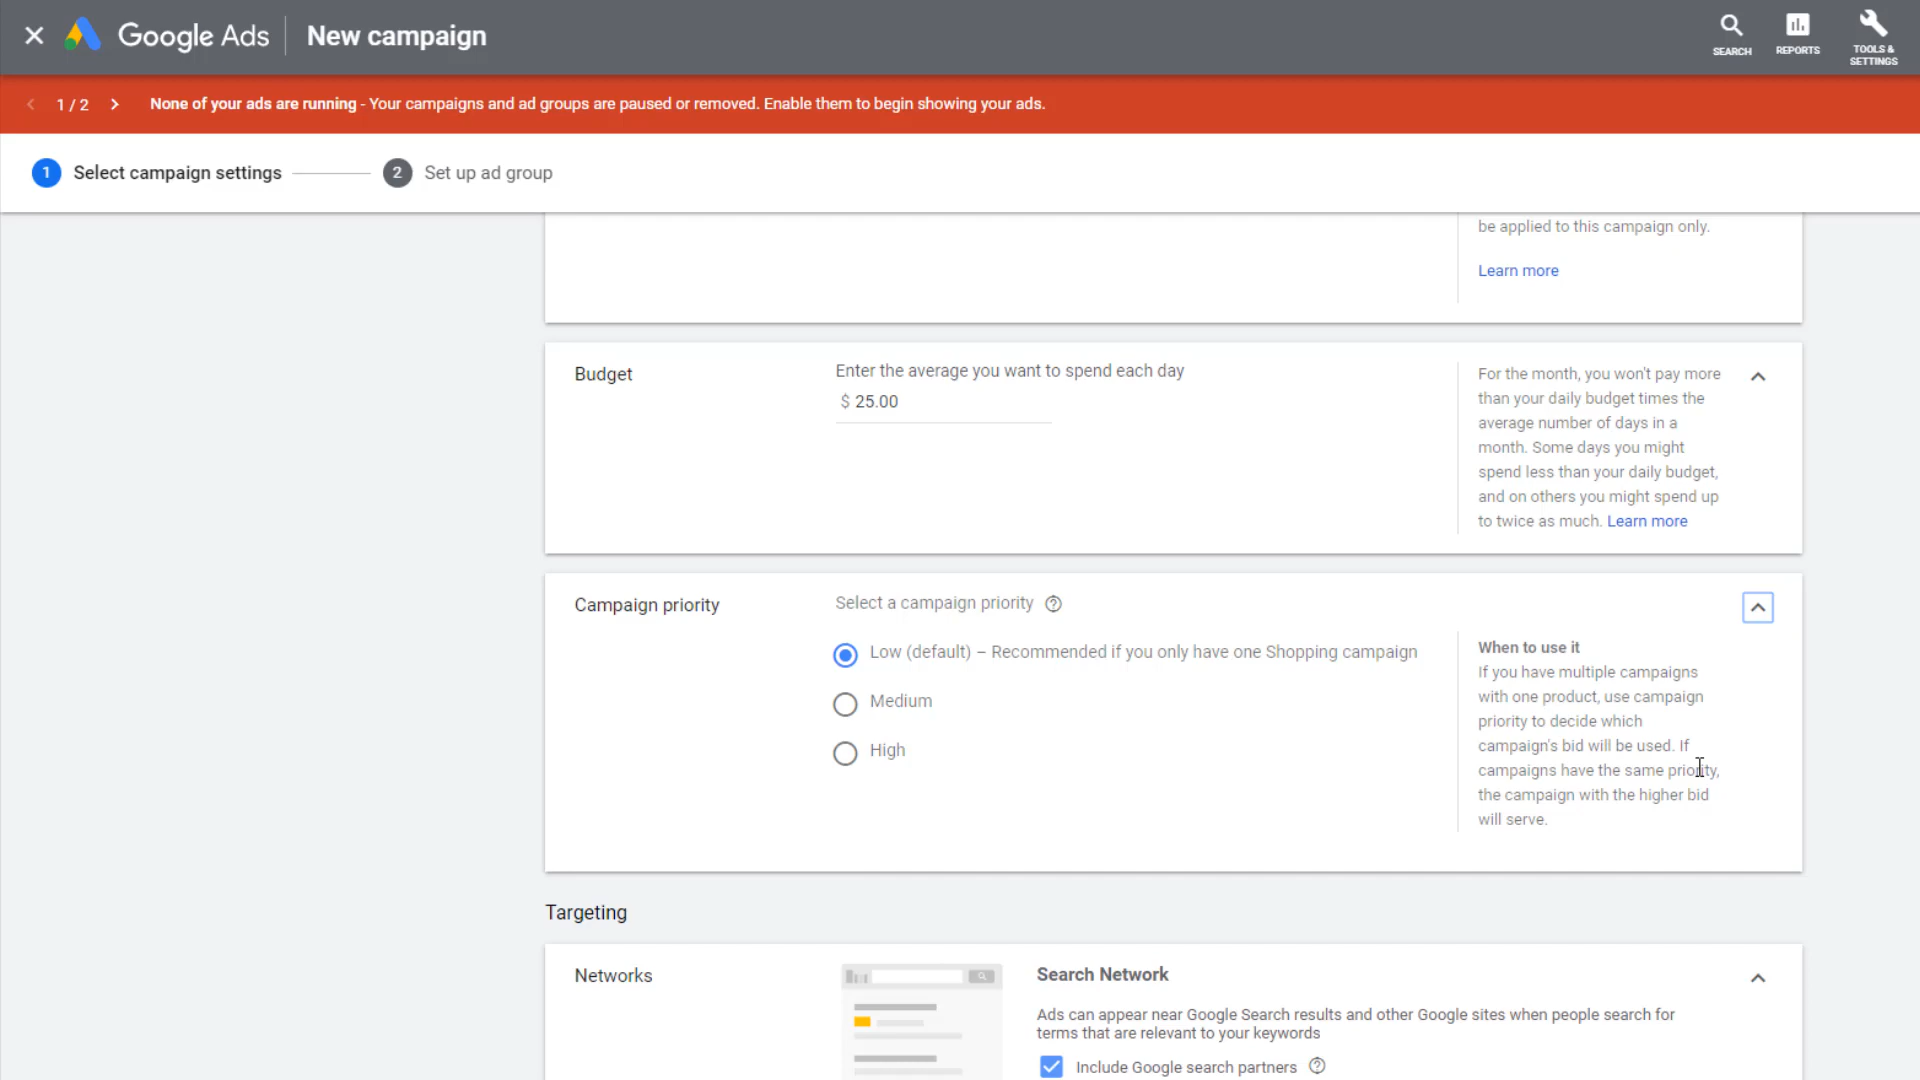 Google Ads
New campaign
SEARCH
REPORTS
TOOLS &
SETTINGS
1 / 2
None of your ads are running - Your campaigns and ad groups are paused or removed. Enable them to begin showing your ads.
1
Select campaign settings
2
Set up ad group
be applied to this campaign only.
Learn more
Budget
Enter the average you want to spend each day
$ 25.00
For the month, you won't pay more
than your daily budget times the
average number of days in a
month. Some days you might
spend less than your daily budget,
and on others you might spend up
to twice as much. Learn more
Campaign priority
Select a campaign priority
Low (default) – Recommended if you only have one Shopping campaign
Medium
High
When to use it
If you have multiple campaigns
with one product, use campaign
priority to decide which
campaign's bid will be used. If
campaigns have the same priority,
the campaign with the higher bid
will serve.
Targeting
Networks
Search Network
Ads can appear near Google Search results and other Google sites when people search for
terms that are relevant to your keywords
Include Google search partners